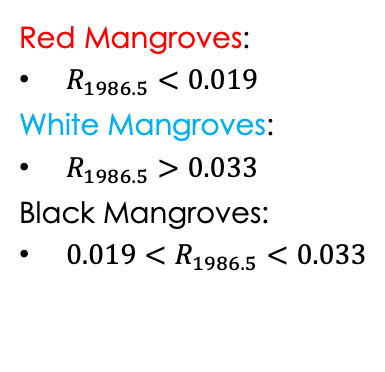 Red Mangroves:
• R₁₉₈₆.₅ < 0.019
White Mangroves:
• R₁₉₈₆.₅ > 0.033
Black Mangroves:
• 0.019 < R₁₉₈₆.₅ < 0.033